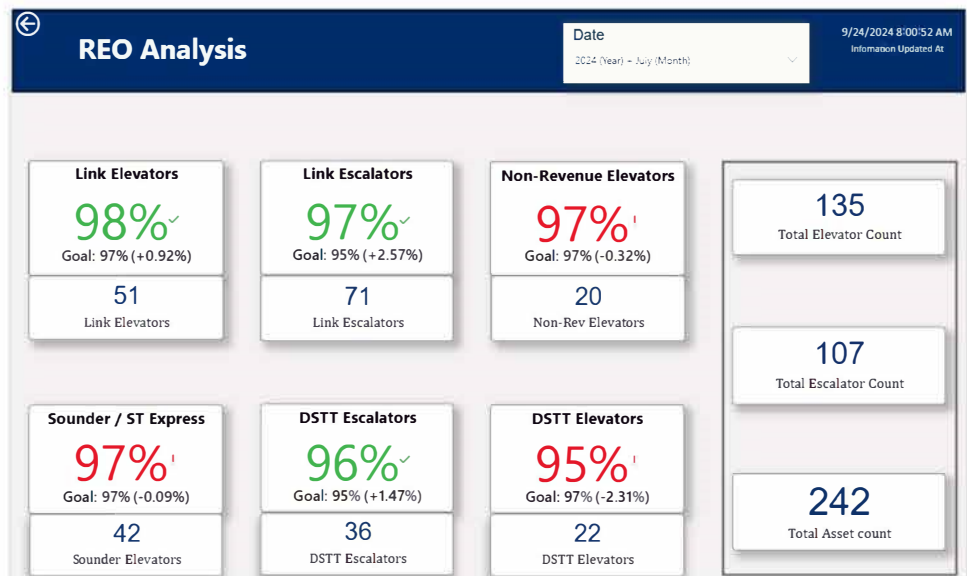 REO Analysis
Date
2024 (Year) + July (Month)
9/24/2024 8:00:52 AM
Infomation Updated At
Link Elevators
98%
Goal: 97% (+0.92%)
51
Link Elevators
Link Escalators
97%
Goal: 95% (+2.57%)
71
Link Escalators
Non-Revenue Elevators
97%!
Goal: 97% (-0.32%)
20
Non-Rev Elevators
135
Total Elevator Count
107
Total Escalator Count
Sounder / ST Express
97%!
Goal: 97% (-0.09%)
42
Sounder Elevators
DSTT Escalators
96%
Goal: 95% (+1.47%)
36
DSTT Escalators
DSTT Elevators
95%!
Goal: 97% (-2.31%)
22
DSTT Elevators
242
Total Asset count